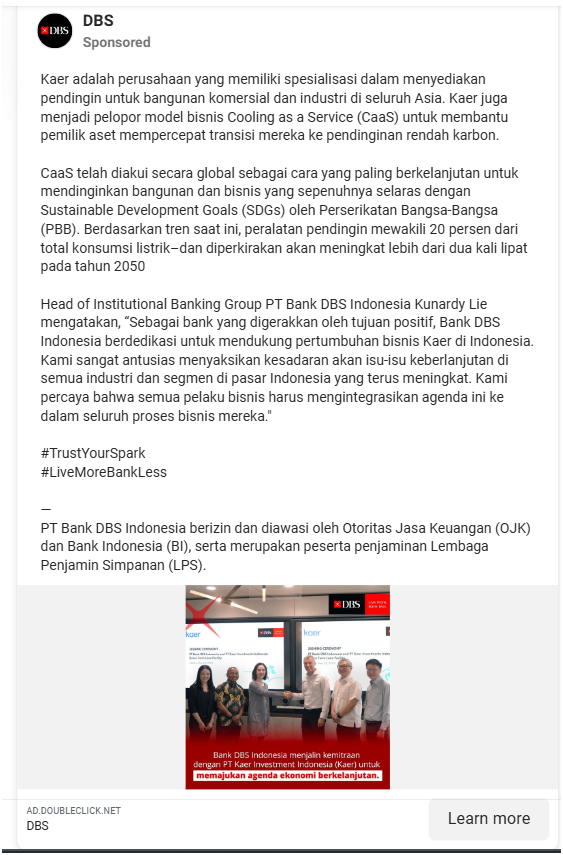 DBS
DBS
Sponsored
Kaer adalah perusahaan yang memiliki spesialisasi dalam menyediakan
pendingin untuk bangunan komersial dan industri di seluruh Asia. Kaer juga
menjadi pelopor model bisnis Cooling as a Service (CaaS) untuk membantu
pemilik aset mempercepat transisi mereka ke pendinginan rendah karbon.
CaaS telah diakui secara global sebagai cara yang paling berkelanjutan untuk
mendinginkan bangunan dan bisnis yang sepenuhnya selaras dengan
Sustainable Development Goals (SDGs) oleh Perserikatan Bangsa-Bangsa
(PBB). Berdasarkan tren saat ini, peralatan pendingin mewakili 20 persen dari
total konsumsi listrik–dan diperkirakan akan meningkat lebih dari dua kali lipat
pada tahun 2050
Head of Institutional Banking Group PT Bank DBS Indonesia Kunardy Lie
mengatakan, “Sebagai bank yang digerakkan oleh tujuan positif, Bank DBS
Indonesia berdedikasi untuk mendukung pertumbuhan bisnis Kaer di Indonesia.
Kami sangat antusias menyaksikan kesadaran akan isu-isu keberlanjutan di
semua industri dan segmen di pasar Indonesia yang terus meningkat. Kami
percaya bahwa semua pelaku bisnis harus mengintegrasikan agenda ini ke
dalam seluruh proses bisnis mereka."
#TrustYourSpark
#LiveMoreBankLess
—
PT Bank DBS Indonesia berizin dan diawasi oleh Otoritas Jasa Keuangan (OJK)
dan Bank Indonesia (BI), serta merupakan peserta penjaminan Lembaga
Penjamin Simpanan (LPS).
DBS
kaer
DBS
kaer
SIGNING CEREMONY
SIGNING CEREMONY
Bank DBS Indonesia menjalin kemitraan
dengan PT Kaer Investment Indonesia (Kaer) untuk
memajukan agenda ekonomi berkelanjutan.
AD.DOUBLECLICK.NET
DBS
Learn more